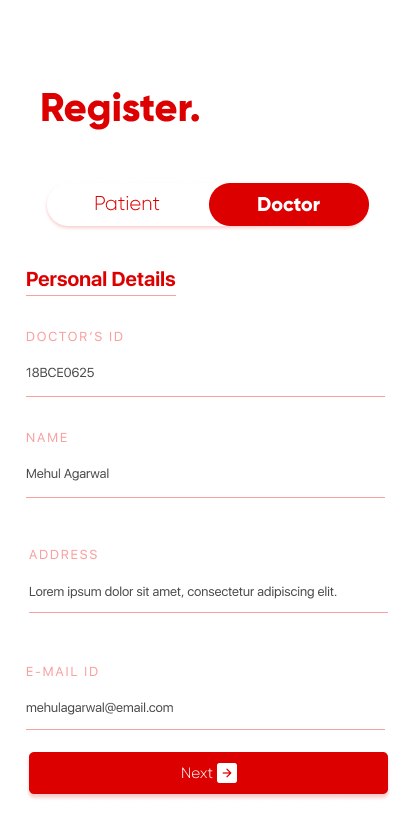 Register.
Patient
Doctor
Personal Details
DOCTOR'S ID
18BCE0625
NAME
Mehul Agarwal
ADDRESS
Lorem ipsum dolor sit amet, consectetur adipiscing elit.
E-MAIL ID
mehulagarwal@email.com
Next